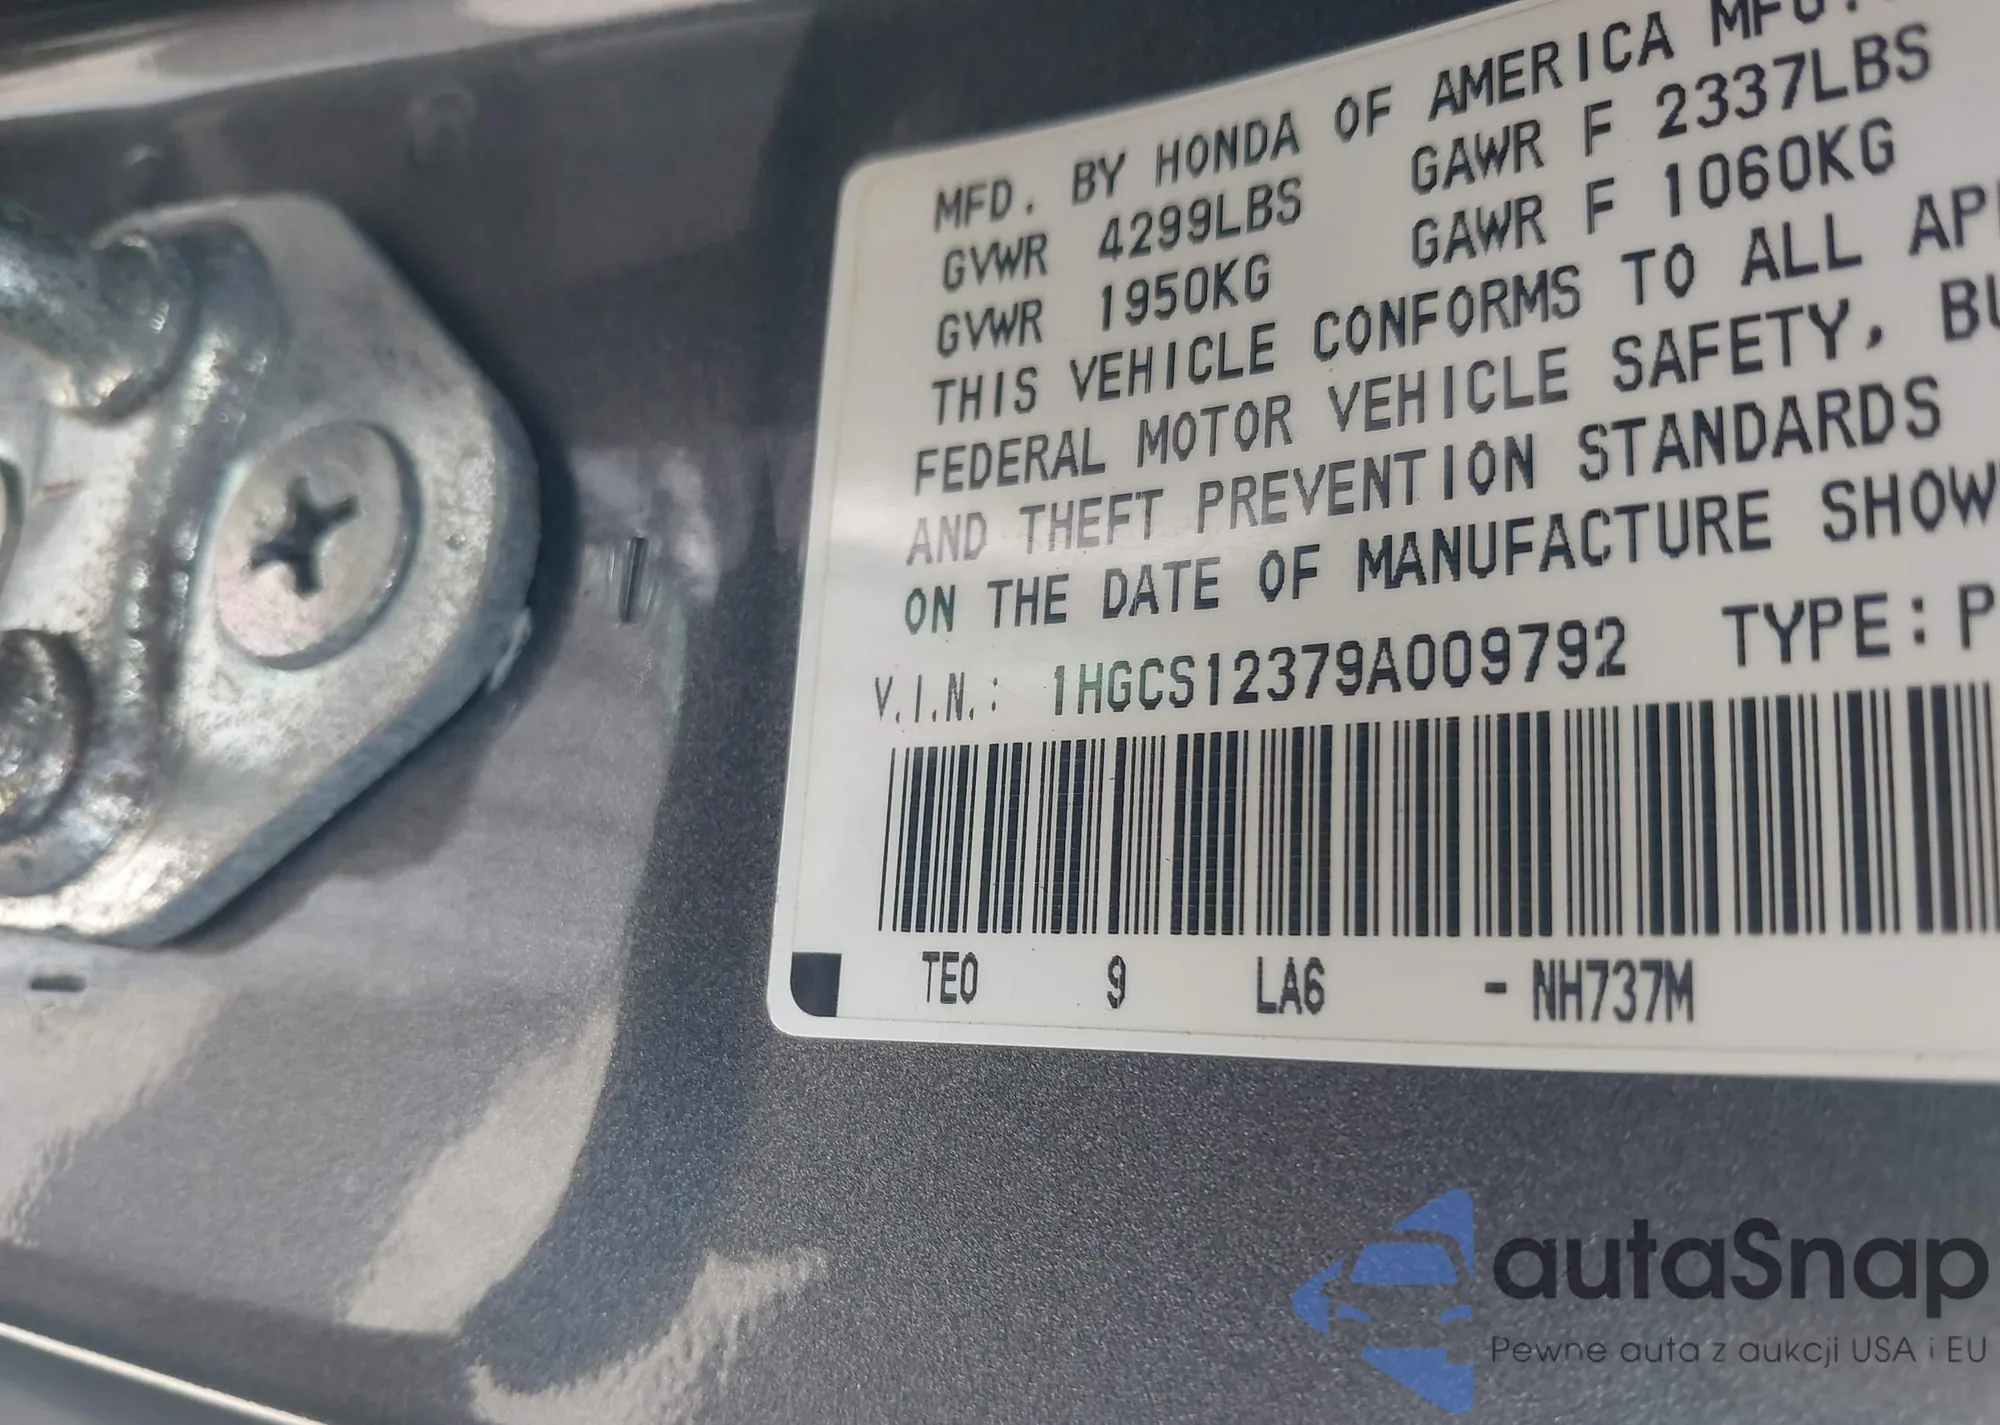 MFD. BY HONDA OF AMERICA MFG.
GVWR 4299LBS GAWR F 2337LBS
GVWR 1950KG GAWR F 1060KG
THIS VEHICLE CONFORMS TO ALL
FEDERAL MOTOR VEHICLE SAFETY,
AND THEFT PREVENTION STANDARDS
ON THE DATE OF MANUFACTURE SHOW
V.I.N.: 1HGCS12379A009792 TYPE: P
TE0 9 LA6 - NH737M
autaSnap
Pewne auta z aukcji USA i EU